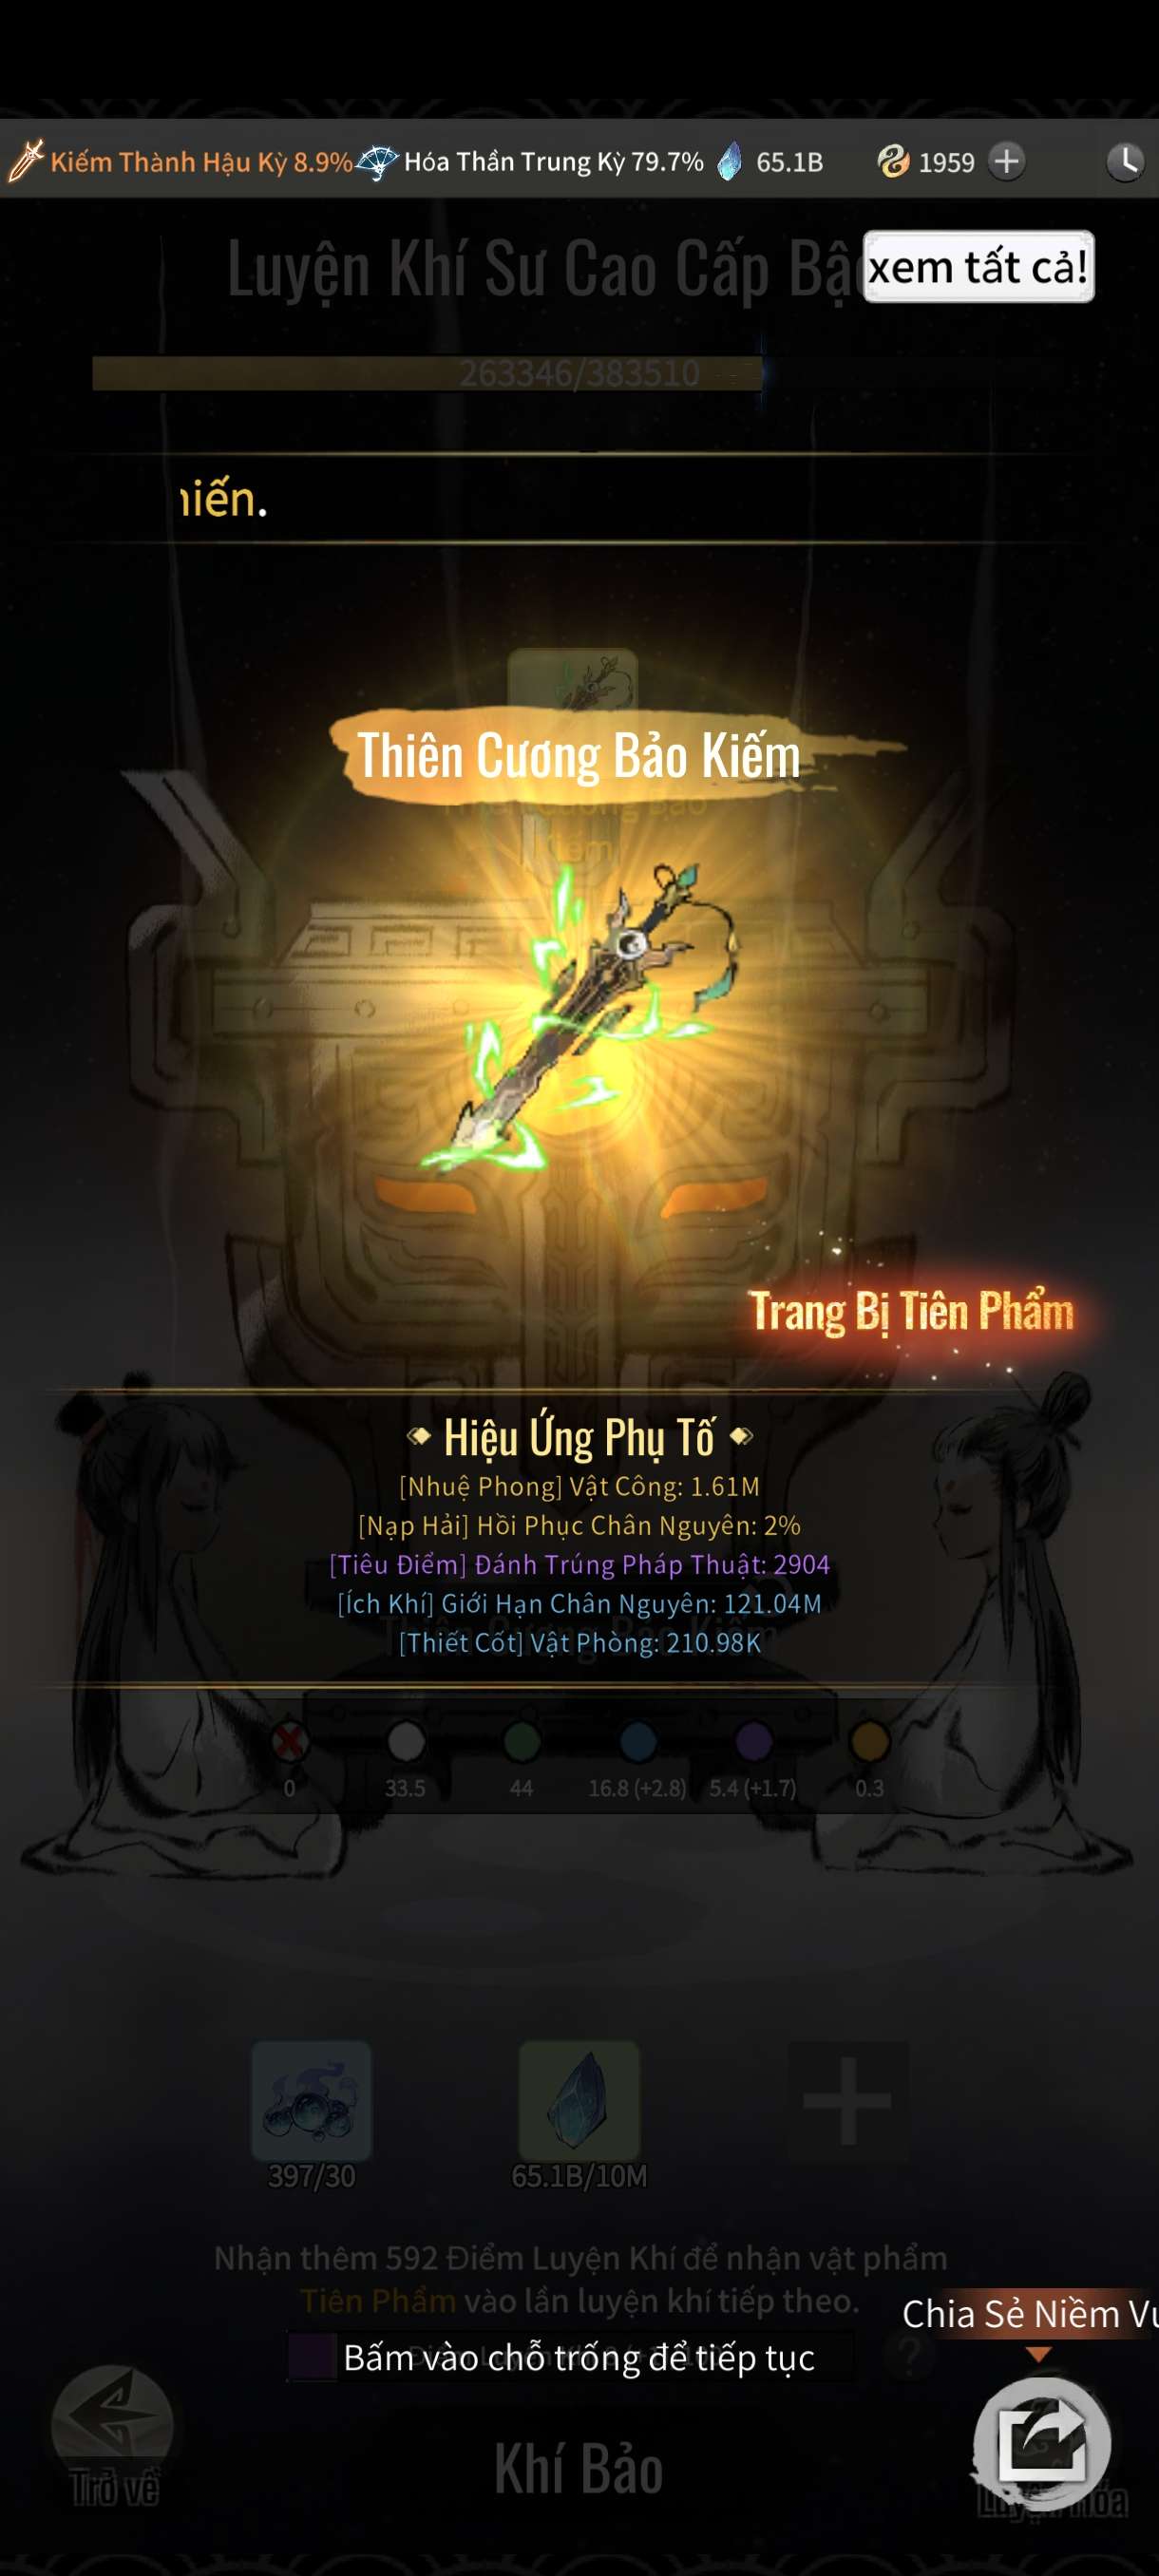 Kiếm Thành Hậu Kỳ 8.9% Hóa Thần Trung Kỳ 79.7% 65.1B 1959
Luyện Khí Sư Cao Cấp
xem tất cả!
263346/383510
Thiên Cương Bảo Kiếm
Trang Bị Tiên Phẩm
Hiệu Ứng Phụ Tố
[Nhuệ Phong] Vật Công: 1.61M
[Nạp Hải] Hồi Phục Chân Nguyên: 2%
[Tiêu Điểm] Đánh Trúng Pháp Thuật: 2904
[Ích Khí] Giới Hạn Chân Nguyên: 121.04M
[Thiết Cốt] Vật Phòng: 210.98K
0 33.5 44 16.8 (+2.8) 5.4 (+1.7) 0.3
397/30 65.1B/10M
Nhận thêm 592 Điểm Luyện Khí để nhận vật phẩm
Tiên Phẩm vào lần luyện khí tiếp theo.
Chia Sẻ Niềm
Bấm vào chỗ trống để tiếp tục
Trở về
Khí Bảo